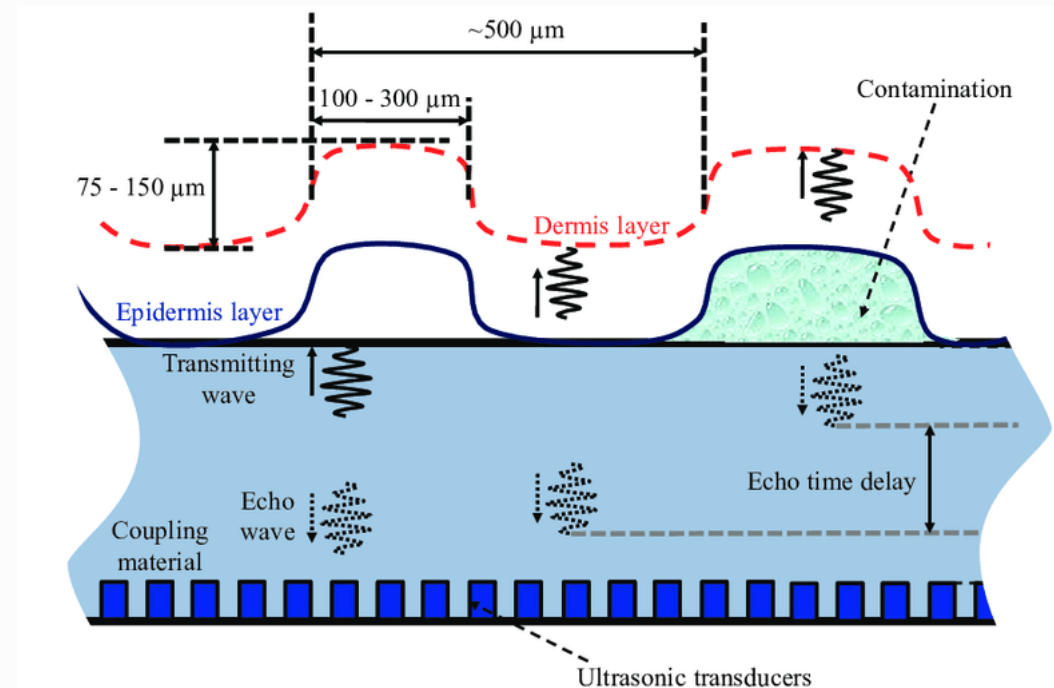 ~500 µm
100 - 300 µm
Contamination
75 - 150 µm
Dermis layer
Epidermis layer
Transmitting
wave
Echo time delay
Echo
wave
Coupling
material
Ultrasonic transducers